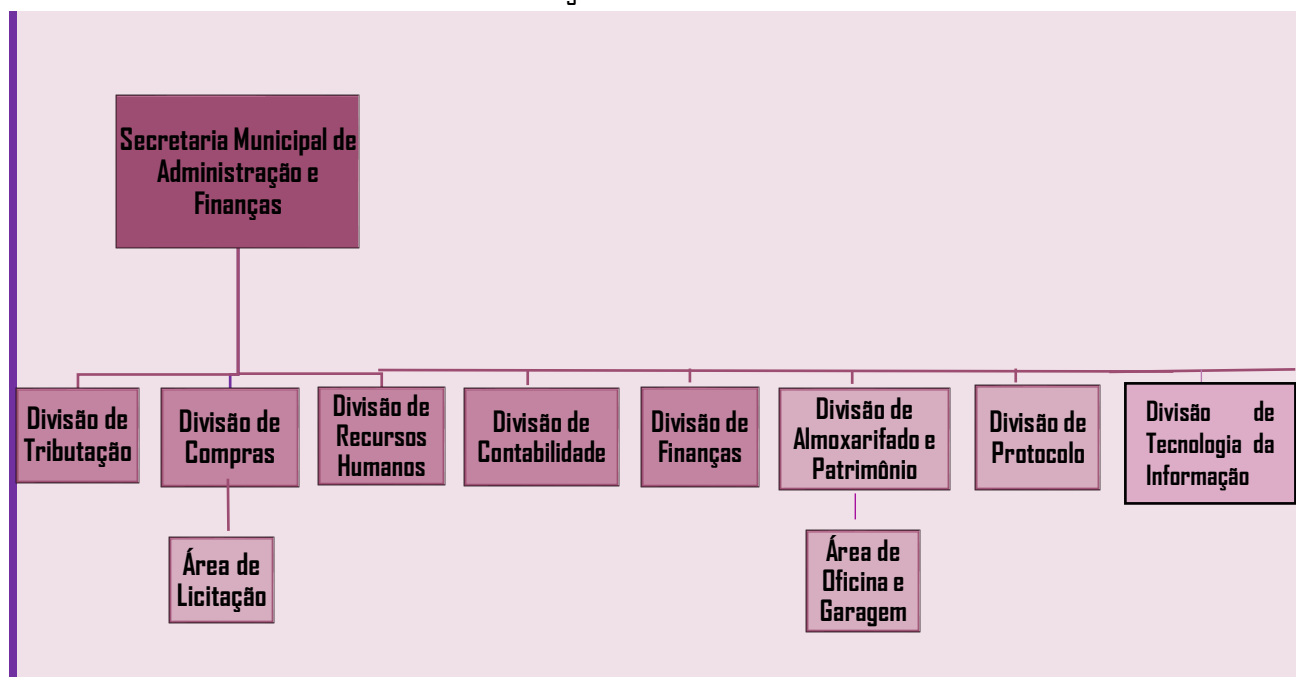 Secretaria Municipal de
Administração e
Finanças
Divisão de
Tributação
Divisão de
Compras
Divisão de
Recursos
Humanos
Divisão de
Contabilidade
Divisão de
Finanças
Divisão de
Almoxarifado e
Patrimônio
Divisão de
Protocolo
Divisão de
Tecnologia da
Informação
Área de
Licitação
Área de
Oficina e
Garagem